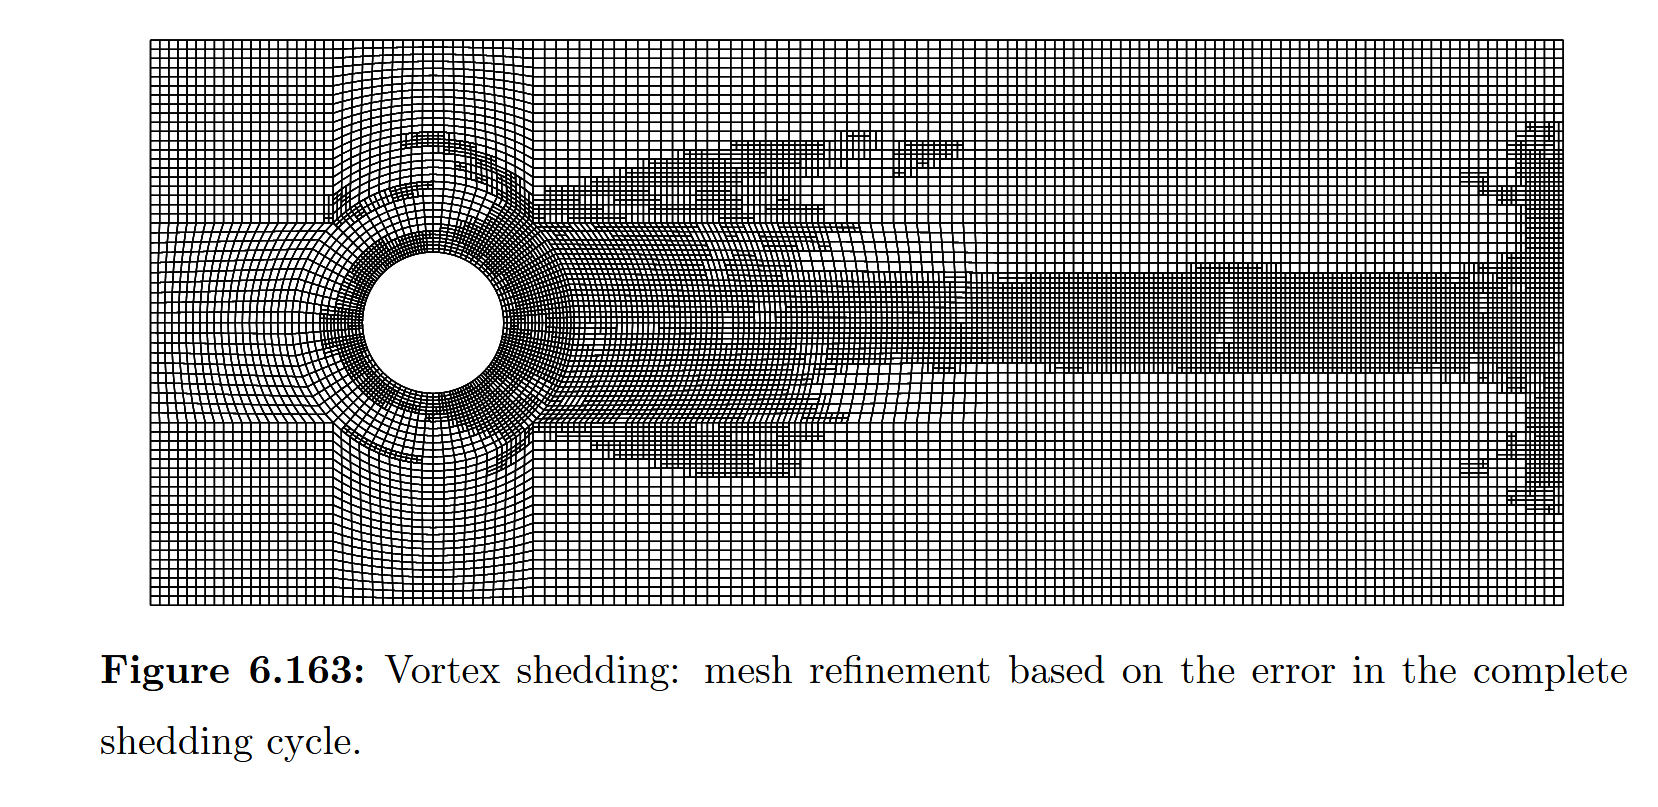 Figure 6.163: Vortex shedding: mesh refinement based on the error in the complete
shedding cycle.